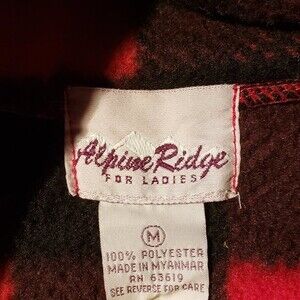 Alpine Ridge
FOR LADIES
M
100% POLYESTER
MADE IN MYANMAR
RN 63619
SEE REVERSE FOR CARE